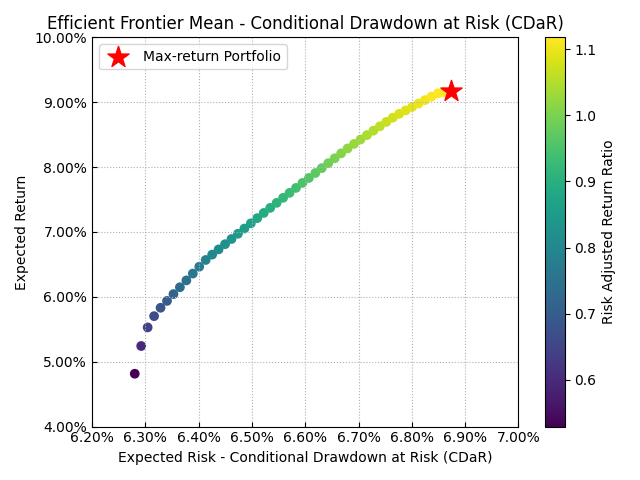 Efficient Frontier Mean - Conditional Drawdown at Risk (CDaR)
Max-return Portfolio
Expected Return
10.00%
9.00%
8.00%
7.00%
6.00%
5.00%
4.00%
6.20% 6.30% 6.40% 6.50% 6.60% 6.70% 6.80% 6.90% 7.00%
Expected Risk - Conditional Drawdown at Risk (CDaR)
1.1
1.0
0.9
0.8
0.7
0.6
Risk Adjusted Return Ratio